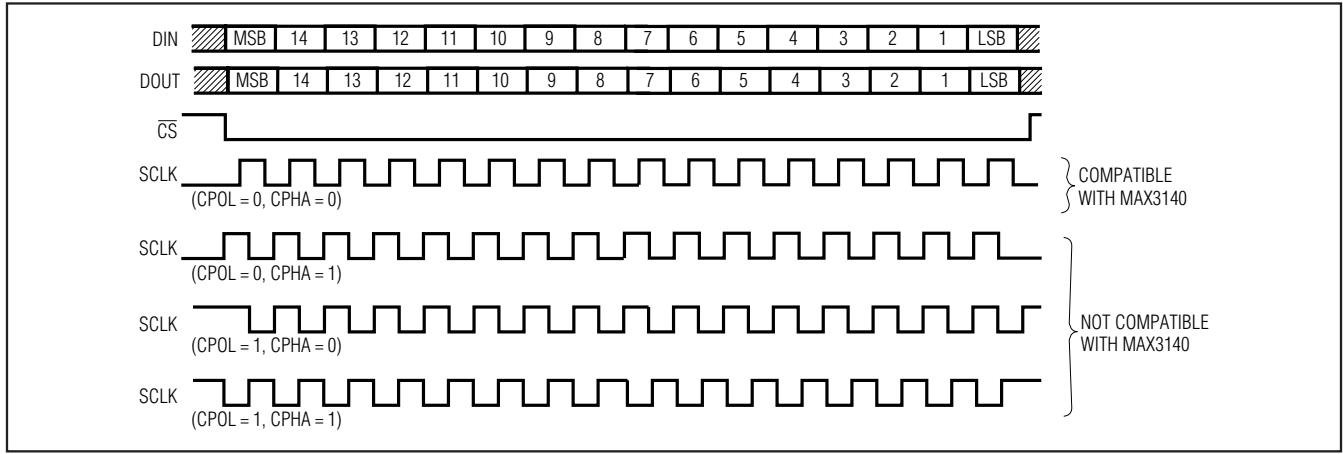 DIN MSB 14 13 12 11 10 9 8 7 6 5 4 3 2 1 LSB
DOUT MSB 14 13 12 11 10 9 8 7 6 5 4 3 2 1 LSB
CS
SCLK
(CPOL = 0, CPHA = 0)
COMPATIBLE
WITH MAX3140
SCLK
(CPOL = 0, CPHA = 1)
SCLK
(CPOL = 1, CPHA = 0)
NOT COMPATIBLE
WITH MAX3140
SCLK
(CPOL = 1, CPHA = 1)